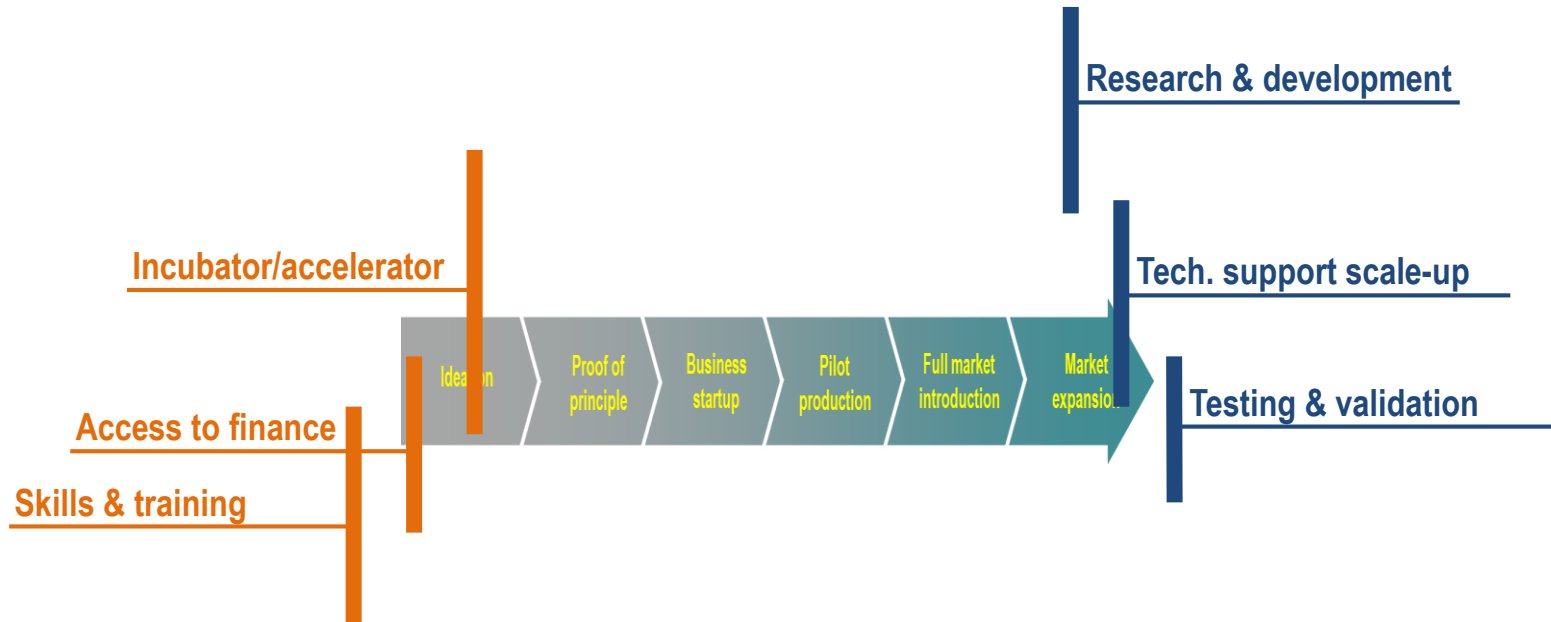 Research & development
Incubator/accelerator
Tech. support scale-up
Proof of
principle
Business
startup
Pilot
production
Full market
introduction
Market
expansion
Testing & validation
Access to finance
Skills & training